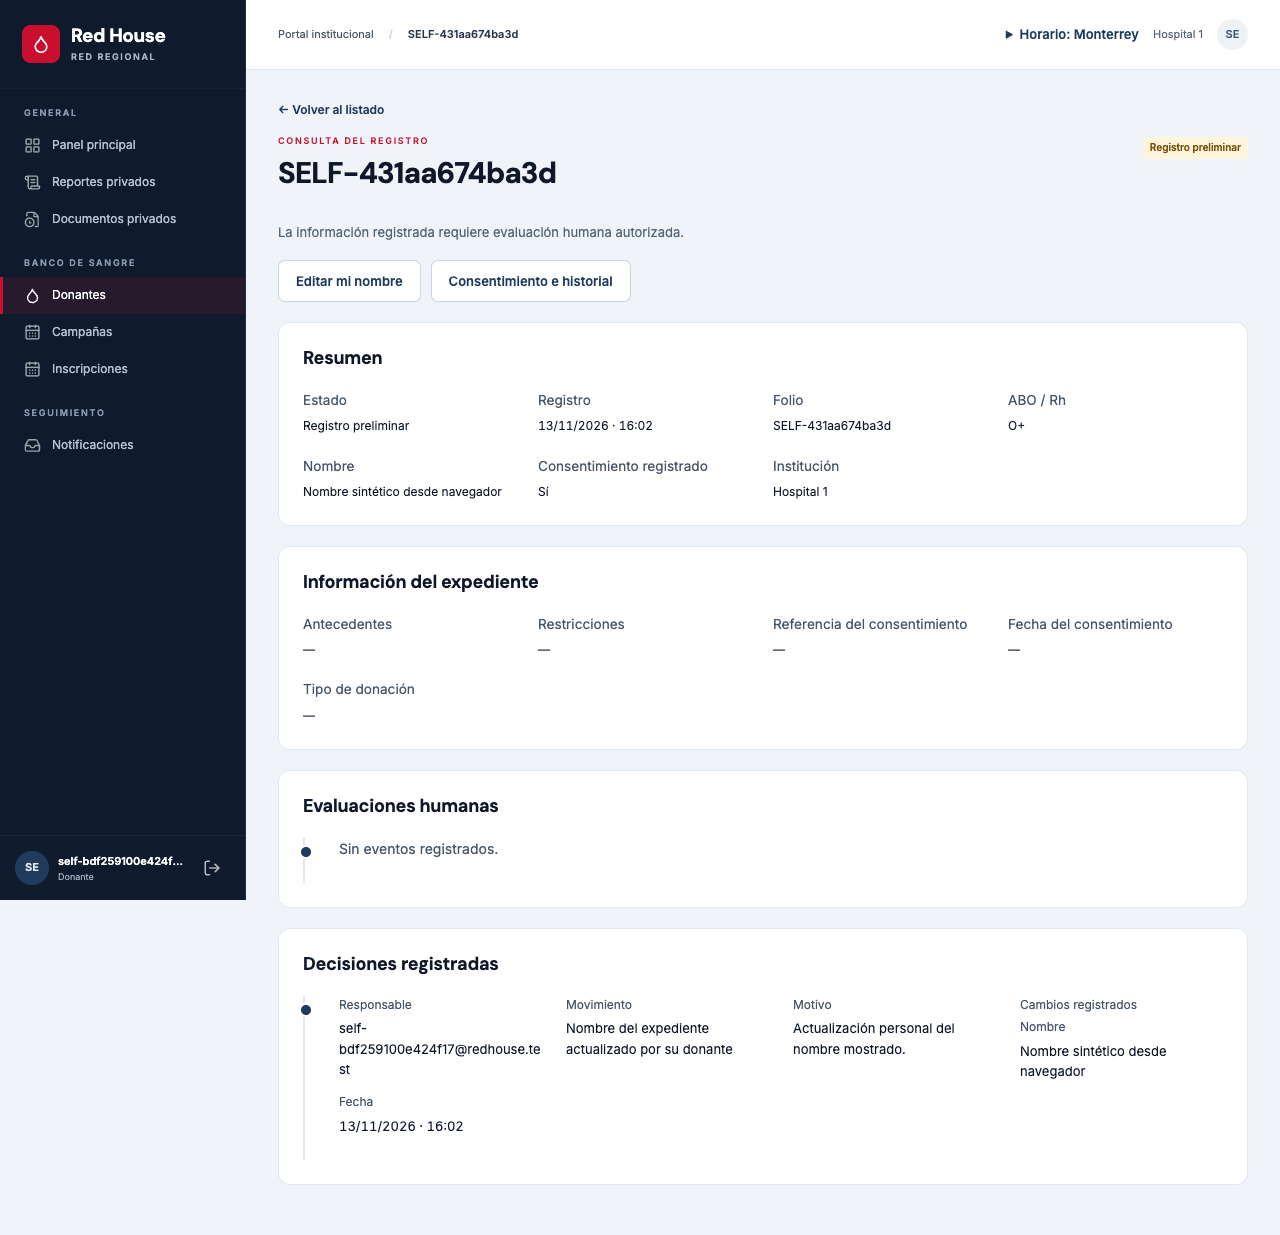 Red House
RED REGIONAL
GENERAL
Panel principal
Reportes privados
Documentos privados
BANCO DE SANGRE
Donantes
Campañas
Inscripciones
SEGUIMIENTO
Notificaciones
SE
self-bdf259100e424f...
Donante
Portal institucional / SELF-431aa674ba3d
Horario: Monterrey
Hospital 1
SE
← Volver al listado
CONSULTA DEL REGISTRO
SELF-431aa674ba3d
Registro preliminar
La información registrada requiere evaluación humana autorizada.
Editar mi nombre
Consentimiento e historial
Resumen
Estado
Registro preliminar
Registro
13/11/2026 · 16:02
Folio
SELF-431aa674ba3d
ABO / Rh
O+
Nombre
Nombre sintético desde navegador
Consentimiento registrado
Sí
Institución
Hospital 1
Información del expediente
Antecedentes
—
Restricciones
—
Referencia del consentimiento
—
Fecha del consentimiento
—
Tipo de donación
—
Evaluaciones humanas
Sin eventos registrados.
Decisiones registradas
Responsable
self-
bdf259100e424f17@redhouse.te
st
Movimiento
Nombre del expediente
actualizado por su donante
Motivo
Actualización personal del
nombre mostrado.
Cambios registrados
Nombre
Nombre sintético desde
navegador
Fecha
13/11/2026 · 16:02